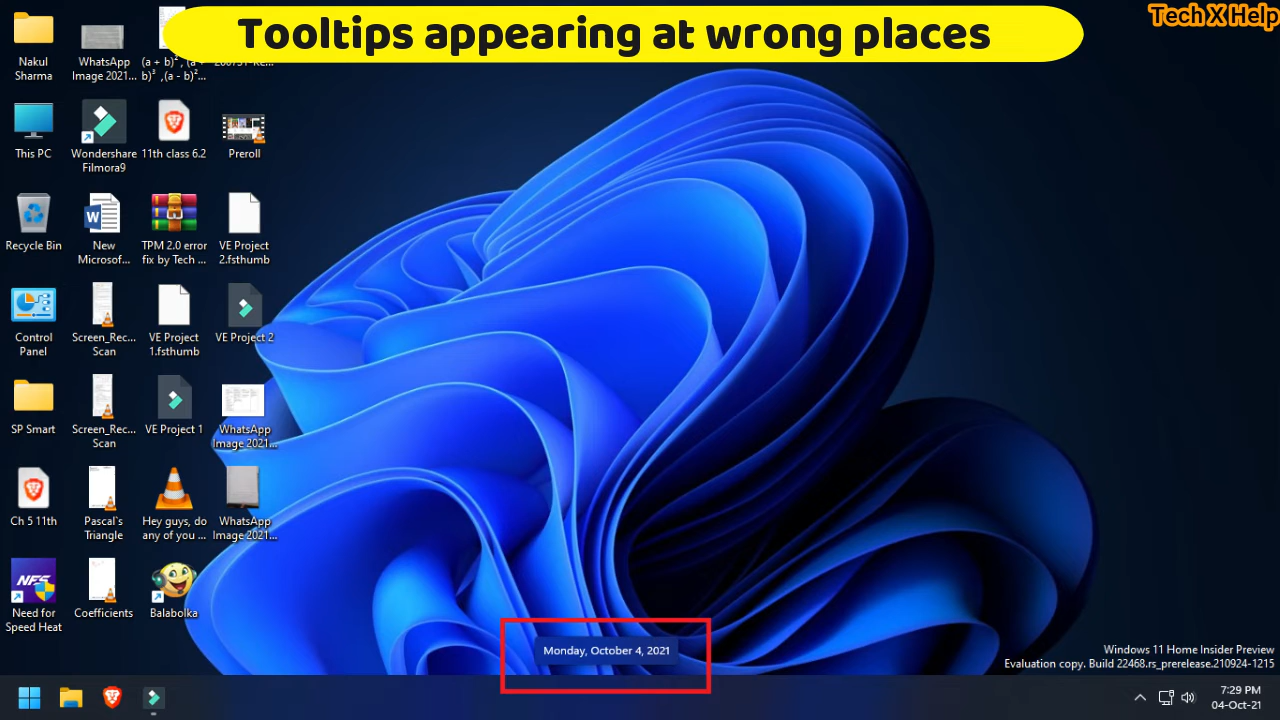 Tooltips appearing at wrong places
Tech X Help
Nakul
Sharma
WhatsApp
Image 2021...
(a + b)², (a +
b)³ ,(a - b)²...
This PC
Wondershare
Filmora9
11th class 6.2
Preroll
Recycle Bin
New
Microsof...
TPM 2.0 error
fix by Tech ...
VE Project
2.fsthumb
Control
Panel
Screen_Rec...
Scan
VE Project
1.fsthumb
VE Project 2
SP Smart
Screen_Rec...
Scan
VE Project 1
WhatsApp
Image 2021...
Ch 5 11th
Pascal`s
Triangle
Hey guys, do
any of you ...
WhatsApp
Image 2021...
NFS
Need for
Speed Heat
Coefficients
Balabolka
Monday, October 4, 2021
Windows 11 Home Insider Preview
Evaluation copy. Build 22468.rs_prerelease.210924-1215
7:29 PM
04-Oct-21